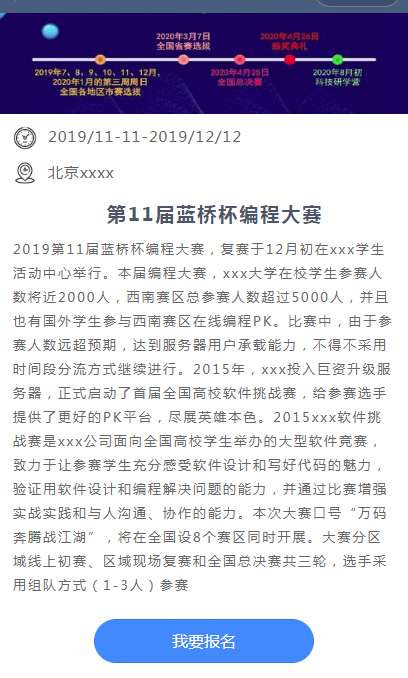 2020年3月7日
全国省赛选拔
2020年4月26日
颁奖典礼
2019年7、8、9、10、11、12月，
2020年1月的第三周周日
全国各地区市赛选拔
2020年4月25日
全国总决赛
2020年8月初
科技研学营
2019/11-11-2019/12/12
北京xxxx
第11届蓝桥杯编程大赛
2019第11届蓝桥杯编程大赛，复赛于12月初在xxx学生
活动中心举行。本届编程大赛，xxx大学在校学生参赛人
数将近2000人，西南赛区总参赛人数超过5000人，并且
也有国外学生参与西南赛区在线编程PK。比赛中，由于参
赛人数远超预期，达到服务器用户承载能力，不得不采用
时间段分流方式继续进行。2015年，xxx投入巨资升级服
务器，正式启动了首届全国高校软件挑战赛，给参赛选手
提供了更好的PK平台，尽展英雄本色。2015xxx软件挑
战赛是xxx公司面向全国高校学生举办的大型软件竞赛，
致力于让参赛学生充分感受软件设计和写好代码的魅力，
验证用软件设计和编程解决问题的能力，并通过比赛增强
实战实践和与人沟通、协作的能力。本次大赛口号“万码
奔腾战江湖”，将在全国设8个赛区同时开展。大赛分区
域线上初赛、区域现场复赛和全国总决赛共三轮，选手采
用组队方式（1-3人）参赛
我要报名